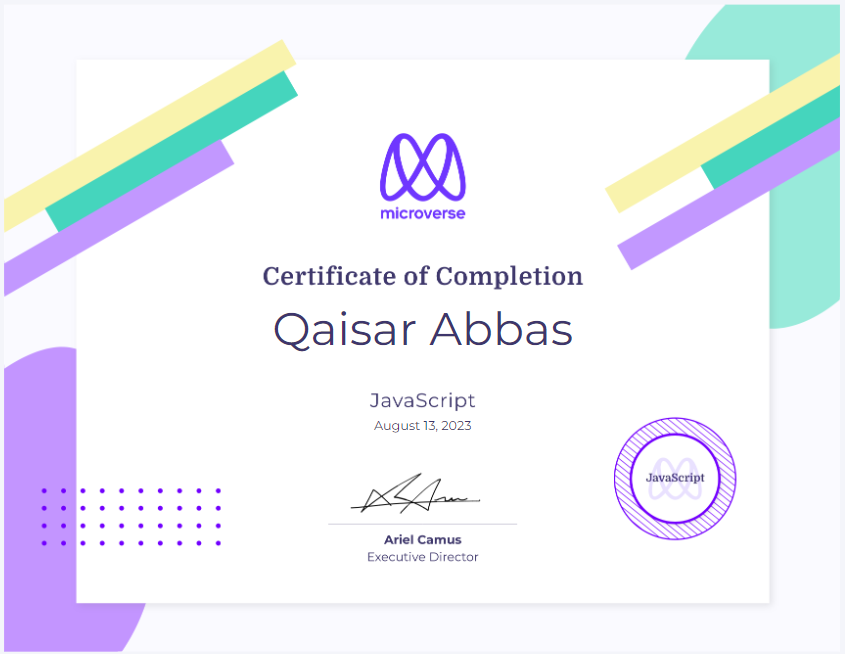 microverse
Certificate of Completion
Qaisar Abbas
JavaScript
August 13, 2023
JavaScript
Ariel Camus
Executive Director